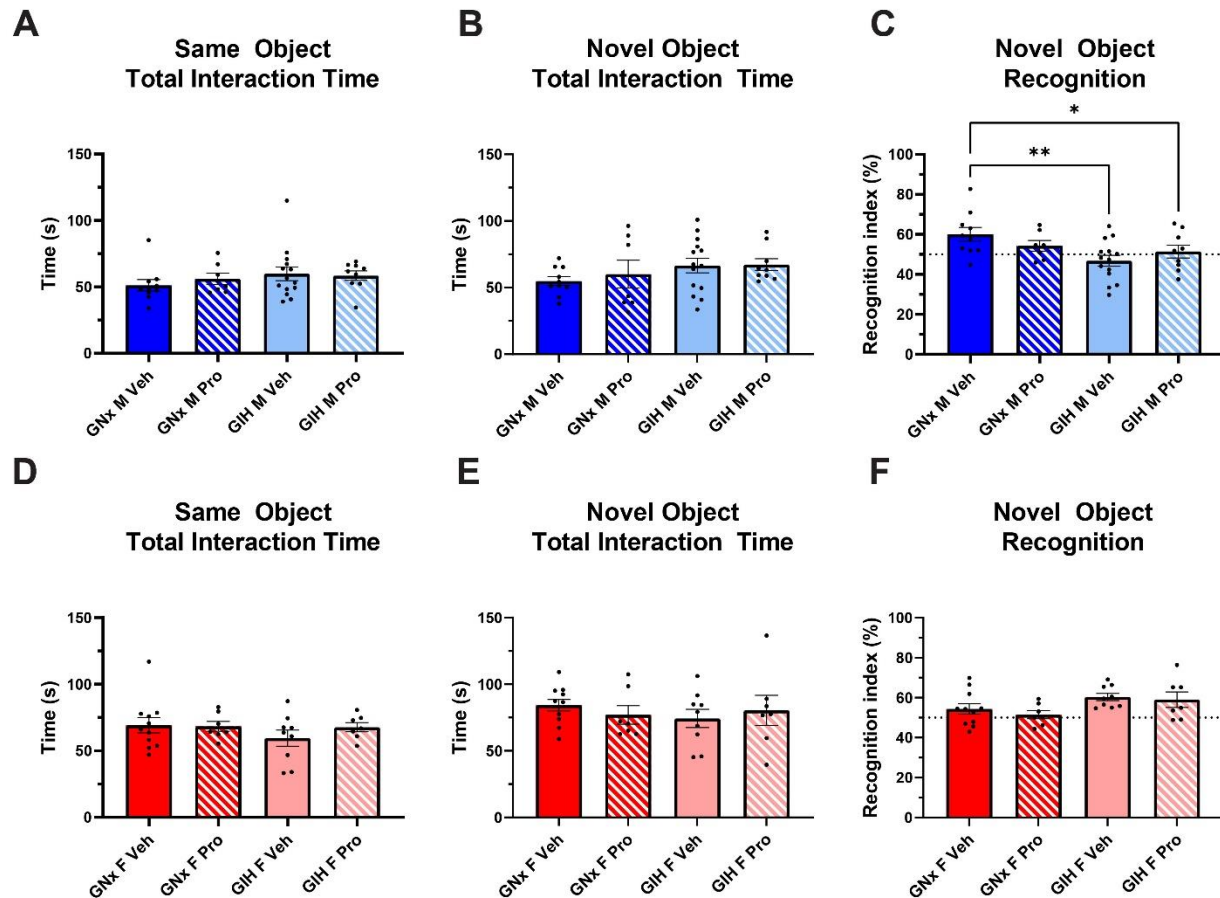 A
Same Object
Total Interaction Time
Time (s)
150
100
50
0
GNx M Veh
GNx M Pro
GIH M Veh
GIH M Pro
B
Novel Object
Total Interaction Time
Time (s)
150
100
50
0
GNx M Veh
GNx M Pro
GIH M Veh
GIH M Pro
C
Novel Object
Recognition
*
**
Recognition index (%)
100
80
60
40
20
0
GNx M Veh
GNx M Pro
GIH M Veh
GIH M Pro
D
Same Object
Total Interaction Time
Time (s)
150
100
50
0
GNx F Veh
GNx F Pro
GIH F Veh
GIH F Pro
E
Novel Object
Total Interaction Time
Time (s)
150
100
50
0
GNx F Veh
GNx F Pro
GIH F Veh
GIH F Pro
F
Novel Object
Recognition
Recognition index (%)
100
80
60
40
20
0
GNx F Veh
GNx F Pro
GIH F Veh
GIH F Pro